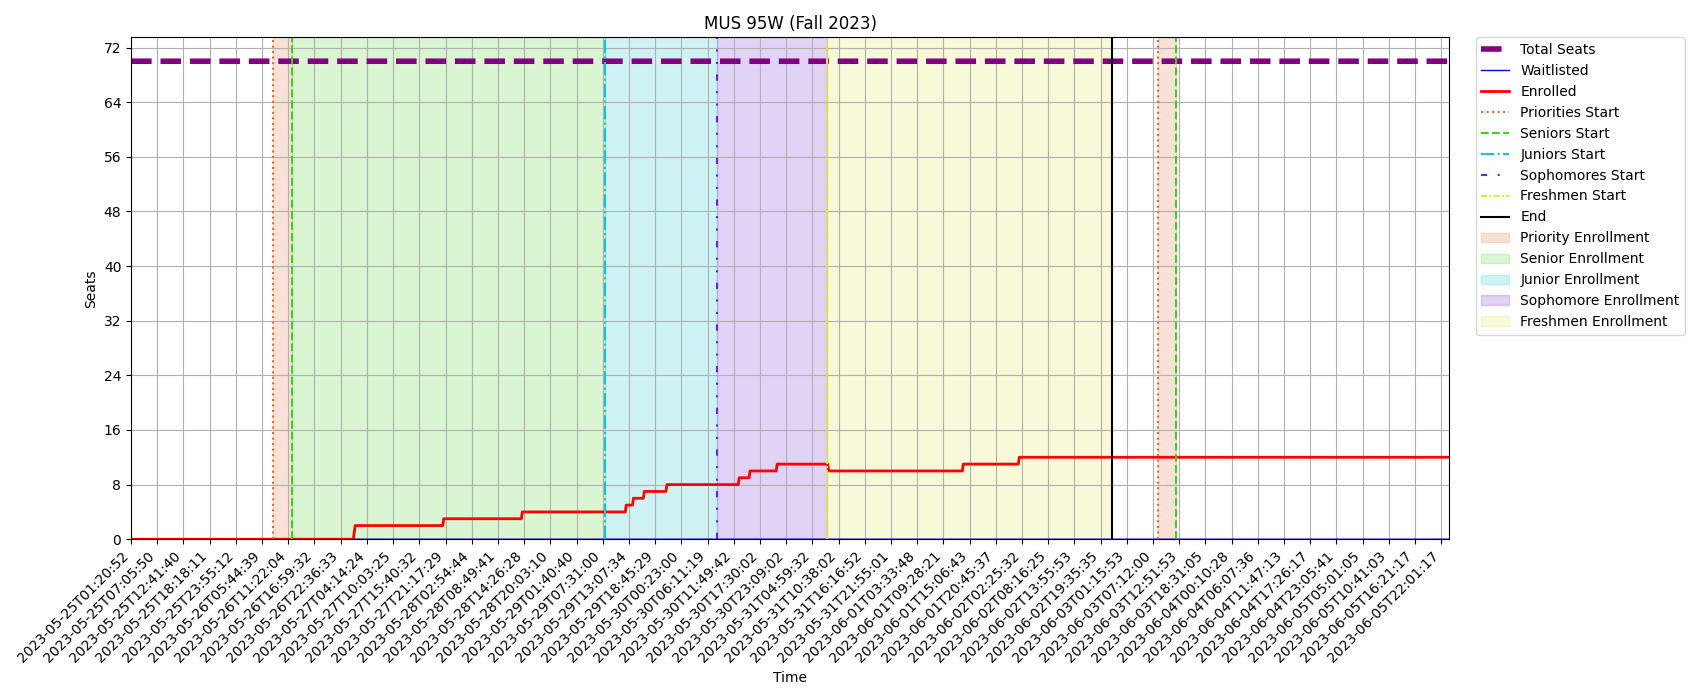 MUS 95W (Fall 2023)
Seats
72
64
56
48
40
32
24
16
8
0
2023-05-25T01:20:52
2023-05-25T07:05:50
2023-05-25T12:41:40
2023-05-25T18:18:11
2023-05-25T23:55:12
2023-05-26T05:44:39
2023-05-26T11:22:04
2023-05-26T16:59:32
2023-05-26T22:36:33
2023-05-27T04:14:24
2023-05-27T10:03:25
2023-05-27T15:40:32
2023-05-27T21:17:29
2023-05-28T02:54:44
2023-05-28T08:49:41
2023-05-28T14:26:28
2023-05-28T20:03:10
2023-05-29T01:40:40
2023-05-29T07:31:00
2023-05-29T13:07:34
2023-05-29T18:45:29
2023-05-30T00:23:00
2023-05-30T06:11:19
2023-05-30T11:49:42
2023-05-30T17:30:02
2023-05-30T23:09:02
2023-05-31T04:59:32
2023-05-31T10:38:02
2023-05-31T16:16:52
2023-05-31T21:55:01
2023-06-01T03:33:48
2023-06-01T09:28:21
2023-06-01T15:06:43
2023-06-01T20:45:37
2023-06-02T02:25:32
2023-06-02T08:16:25
2023-06-02T13:55:53
2023-06-02T19:35:35
2023-06-03T01:15:53
2023-06-03T07:12:00
2023-06-03T12:51:53
2023-06-03T18:31:05
2023-06-04T00:10:28
2023-06-04T06:07:36
2023-06-04T11:47:13
2023-06-04T17:26:17
2023-06-04T23:05:41
2023-06-05T05:01:05
2023-06-05T10:41:03
2023-06-05T16:21:17
2023-06-05T22:01:17
Time
Total Seats
Waitlisted
Enrolled
Priorities Start
Seniors Start
Juniors Start
Sophomores Start
Freshmen Start
End
Priority Enrollment
Senior Enrollment
Junior Enrollment
Sophomore Enrollment
Freshmen Enrollment